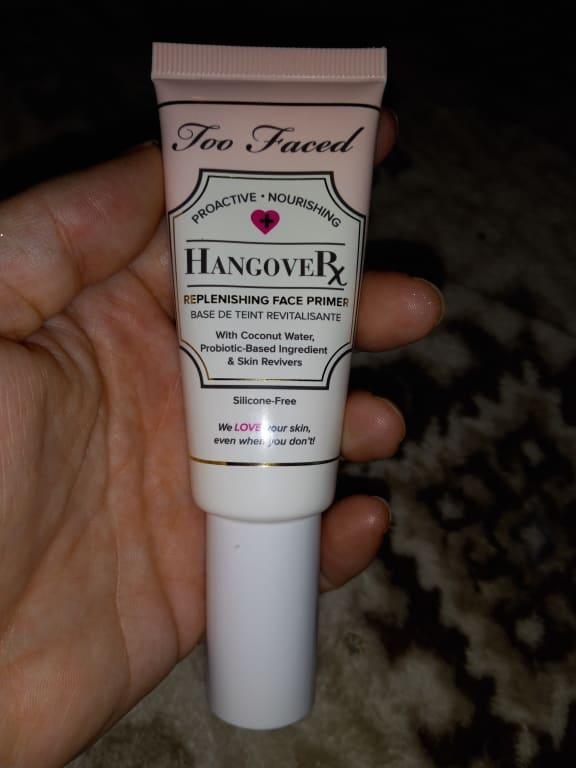 Too Faced
PROACTIVE • NOURISHING
HANGOVERX
REPLENISHING FACE PRIMER
BASE DE TEINT REVITALISANTE
With Coconut Water,
Probiotic-Based Ingredient
& Skin Revivers
Silicone-Free
We LOVE your skin,
even when you don't!